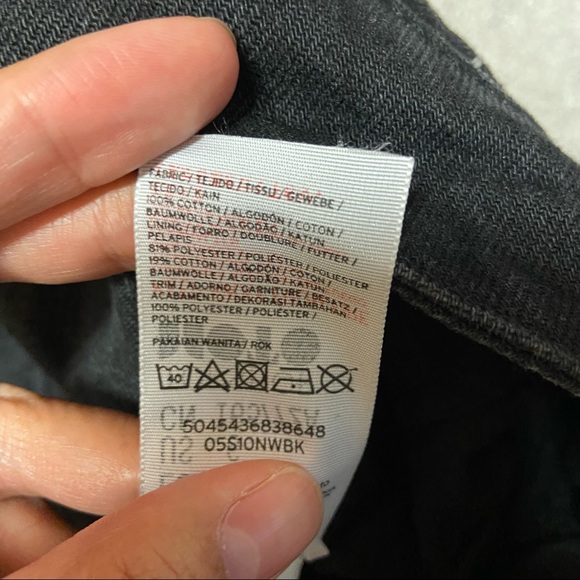 FABRIC / TEJIDO / TISSU / GEWEBE /
TECIDO / KAIN
100% COTTON / ALGODÓN / COTON /
BAUMWOLLE / ALGODÃO / KATUN
LINING / FORRO / DOUBLURE / FUTTER /
PELAPIS
81% POLYESTER / POLIÉSTER / POLIÉSTER
19% COTTON / ALGODÓN / COTON /
BAUMWOLLE / ALGODÃO / KATUN
TRIM / ADORNO / GARNITURE / BESATZ /
ACABAMENTO / DEKORASI TAMBAHAN
100% POLYESTER / POLIÉSTER /
POLIESTER
PAKAIAN WANITA / ROK
40
5045436838648
05S10NWBK